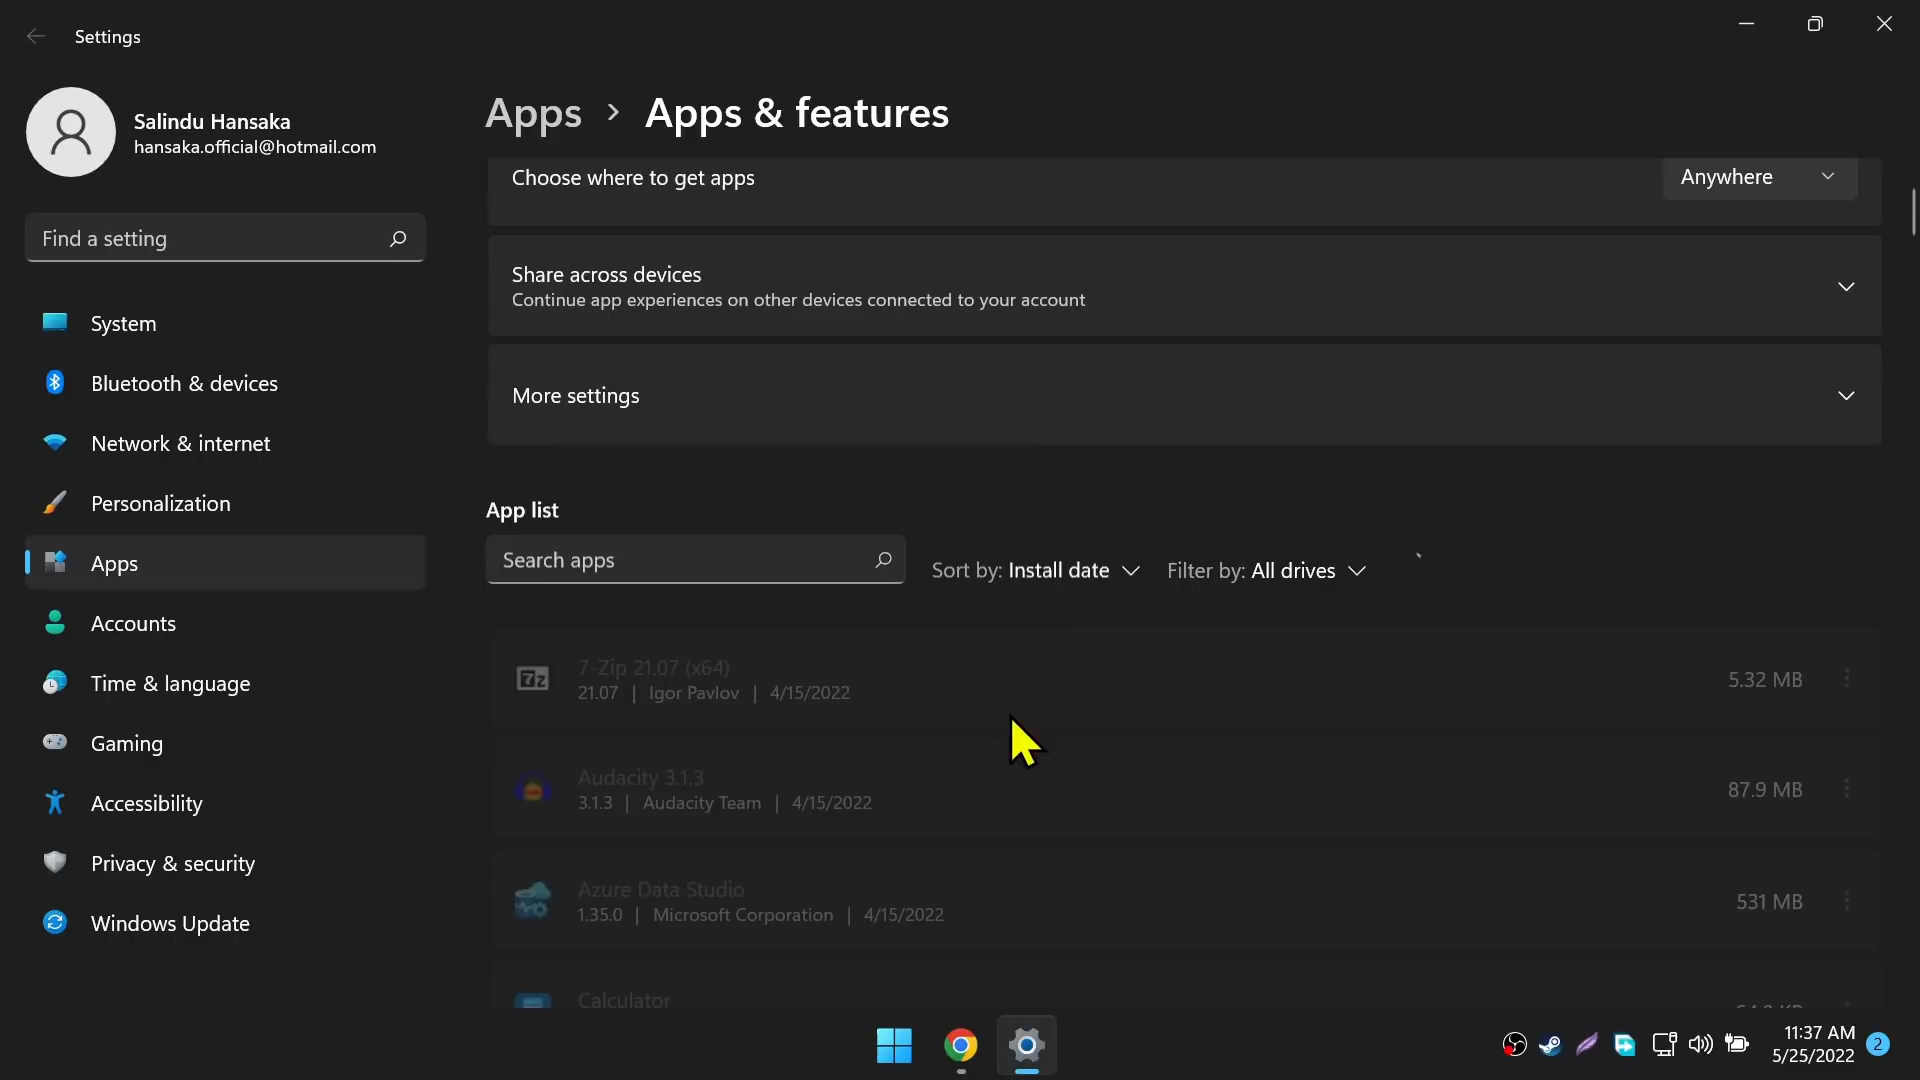 Settings
Salindu Hansaka
hansaka.official@hotmail.com
Find a setting
System
Bluetooth & devices
Network & internet
Personalization
Apps
Accounts
Time & language
Gaming
Accessibility
Privacy & security
Windows Update
Apps > Apps & features
Choose where to get apps
Anywhere
Share across devices
Continue app experiences on other devices connected to your account
More settings
App list
Search apps
Sort by: Install date
Filter by: All drives
7-Zip 21.07 (x64)
21.07 | Igor Pavlov | 4/15/2022
5.32 MB
Audacity 3.1.3
3.1.3 | Audacity Team | 4/15/2022
87.9 MB
Azure Data Studio
1.35.0 | Microsoft Corporation | 4/15/2022
531 MB
Calculator
11:37 AM
5/25/2022
2